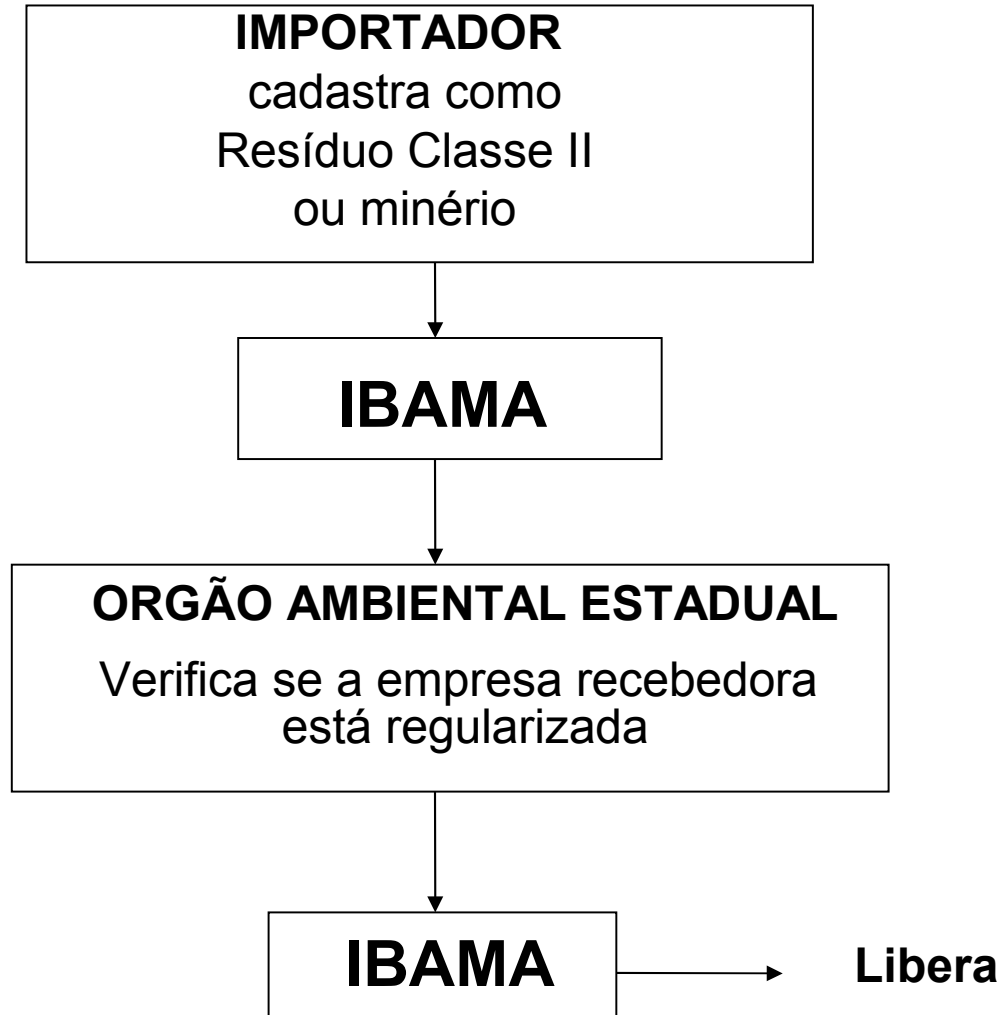 IMPORTADOR
cadastra como
Resíduo Classe II
ou minério
IBAMA
ORGÃO AMBIENTAL ESTADUAL
Verifica se a empresa recebedora
está regularizada
IBAMA
Libera